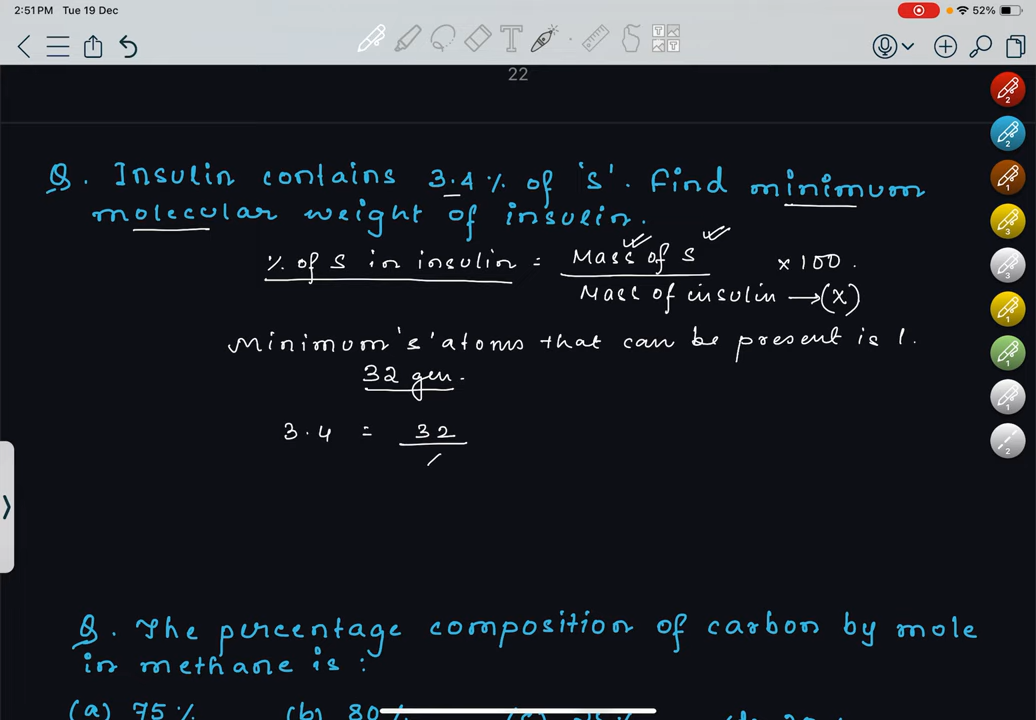 2:51 PM Tue 19 Dec
52%
22
Q. Insulin contains 3.4% of 's'. Find minimum
molecular weight of insulin.
% of S in insulin = Mass of S × 100.
Mass of insulin → (x)
Minimum 's' atoms that can be present is 1.
32 gm.
3.4 = 32
Q. The percentage composition of carbon by mole
in methane is :
(a) 75% (b) 80%